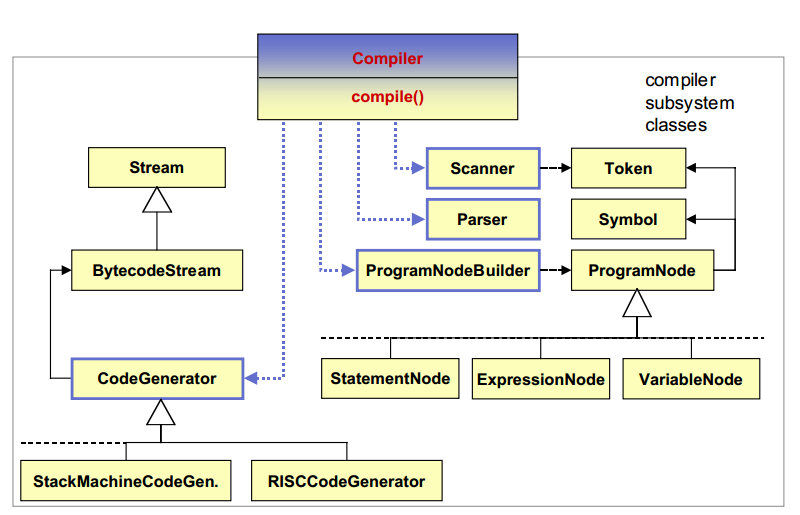 Compiler
compile()
compiler
subsystem
classes
Stream
Scanner
Token
Parser
Symbol
BytecodeStream
ProgramNodeBuilder
ProgramNode
CodeGenerator
StatementNode
ExpressionNode
VariableNode
StackMachineCodeGen.
RISCCodeGenerator